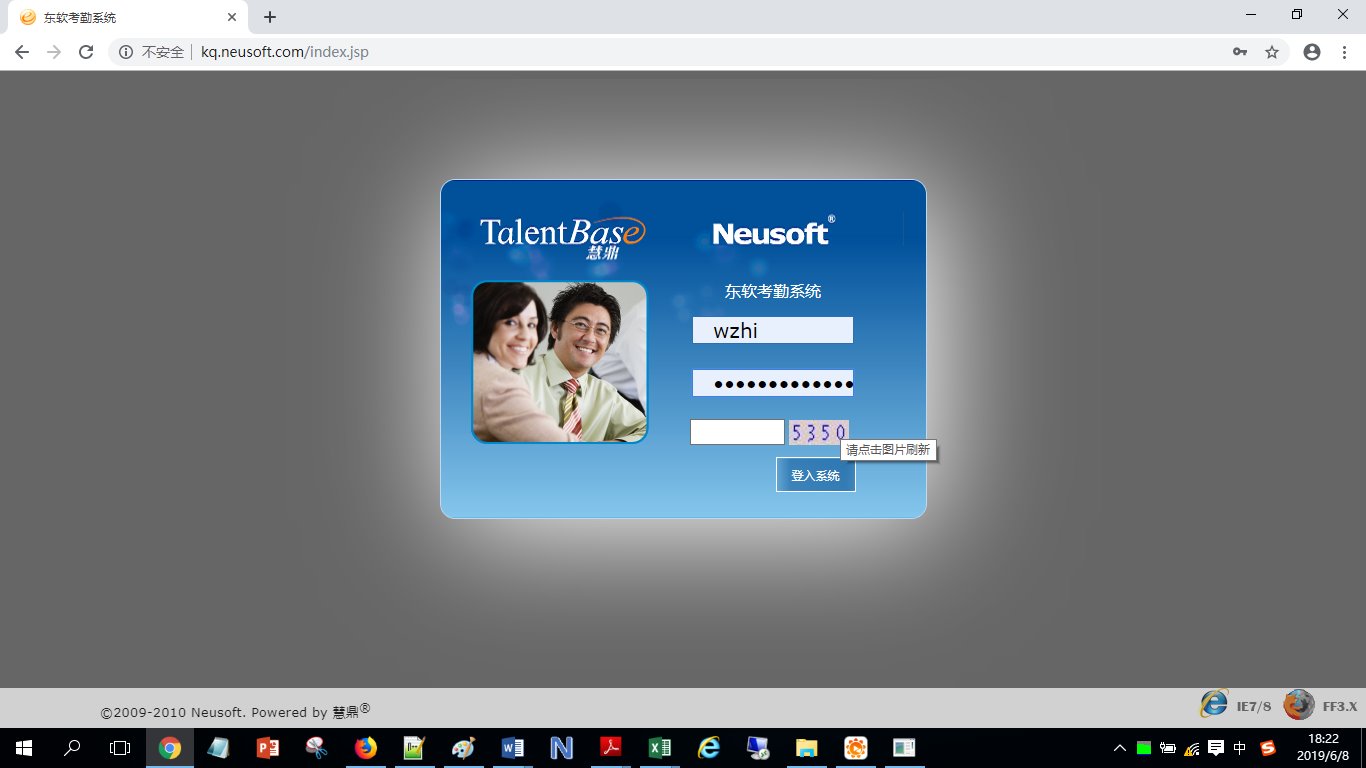 东软考勤系统
不安全 kq.neusoft.com/index.jsp
TalentBase
慧鼎
Neusoft®
东软考勤系统
wzhi
•••••••••••••
5350
请点击图片刷新
登入系统
©2009-2010 Neusoft. Powered by 慧鼎®
IE7/8 FF3.X
中
18:22
2019/6/8